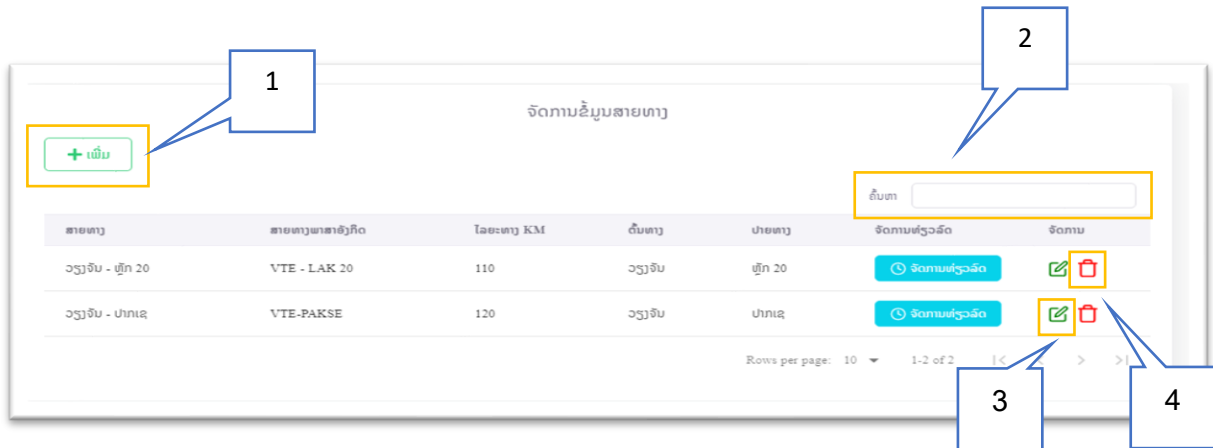 2
1
ຈັດການຂໍ້ມູນສາຍທາງ
ເພີ່ມ
ຄົ້ນຫາ
ສາຍທາງ ສາຍທາງພາສາອັງກິດ ໄລຍະທາງ KM ຕົ້ນທາງ ປາຍທາງ ຈັດການທ່ຽວລົດ ຈັດການ
ວຽງຈັນ - ຫຼັກ 20 VTE - LAK 20 110 ວຽງຈັນ ຫຼັກ 20 ຈັດການທ່ຽວລົດ
ວຽງຈັນ - ປາກເຊ VTE-PAKSE 120 ວຽງຈັນ ປາກເຊ ຈັດການທ່ຽວລົດ
Rows per page: 10 1-2 of 2
3
4